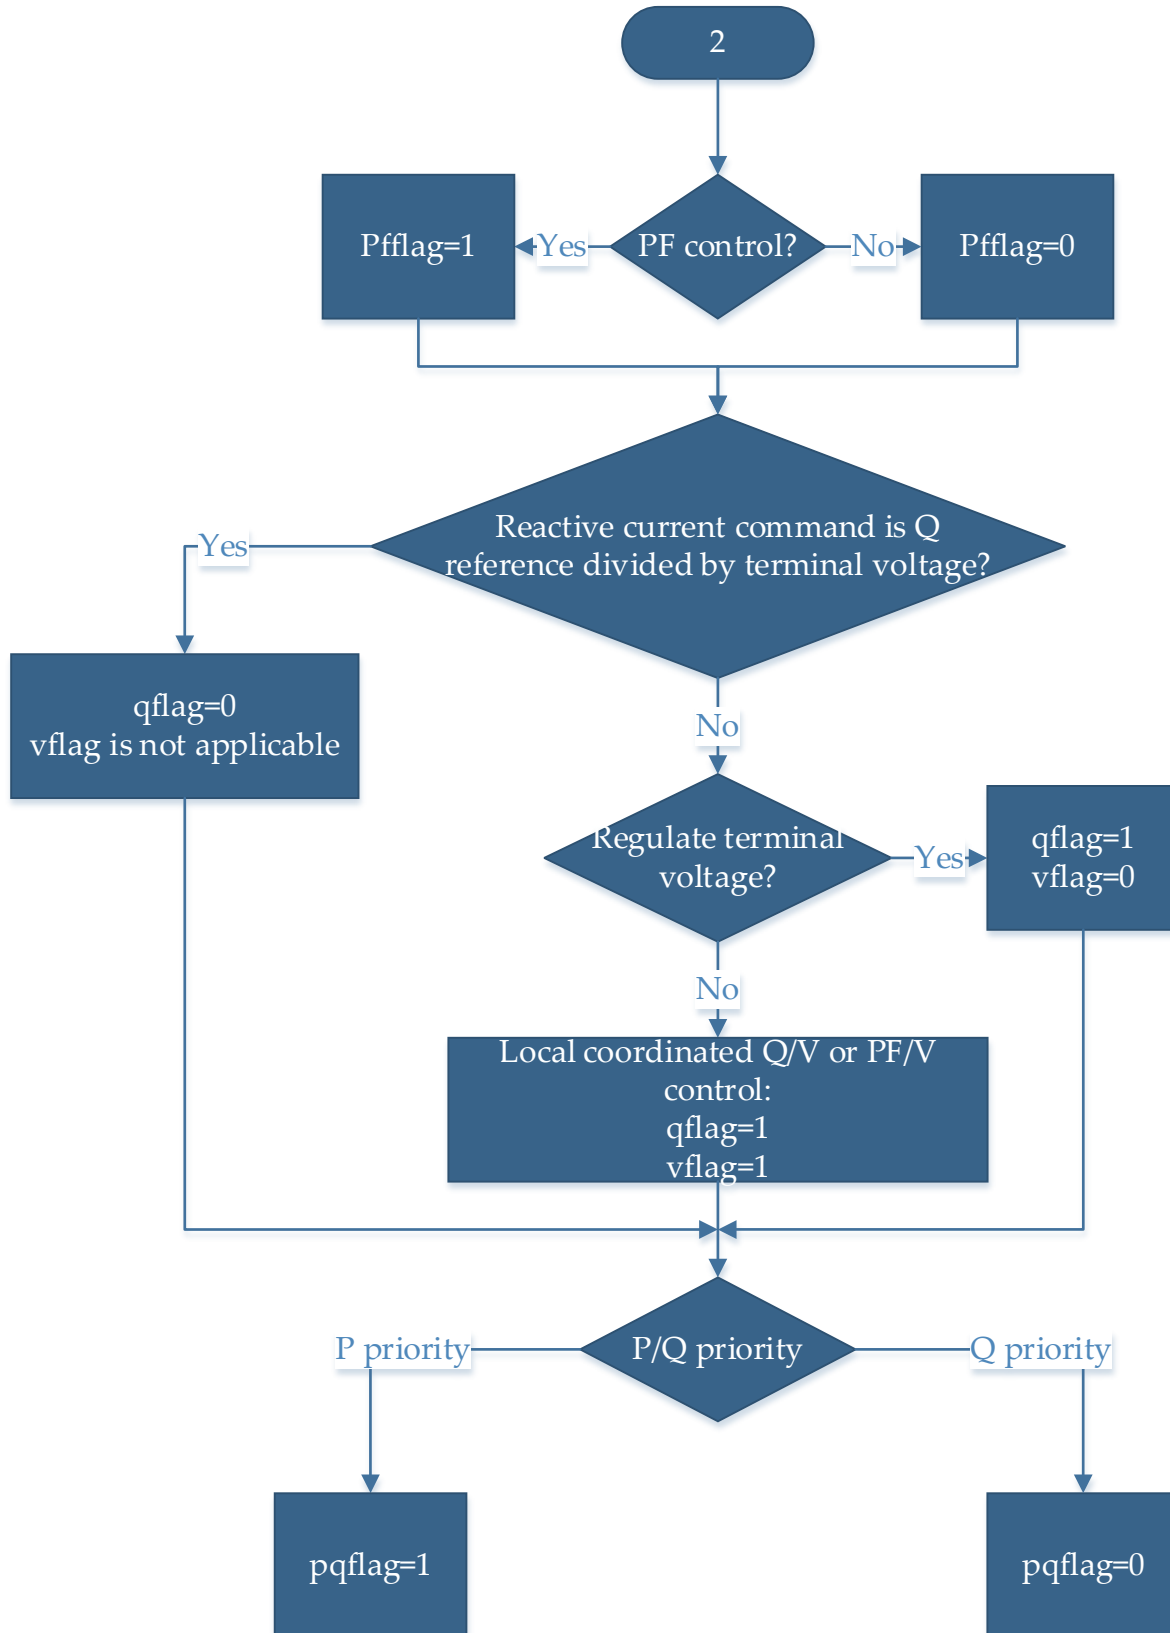 2
PF control?
Yes
No
Pfflag=1
Pfflag=0
Reactive current command is Q
reference divided by terminal voltage?
Yes
No
qflag=0
vflag is not applicable
Regulate terminal
voltage?
Yes
qflag=1
vflag=0
No
Local coordinated Q/V or PF/V
control:
qflag=1
vflag=1
P/Q priority
P priority
Q priority
pqflag=1
pqflag=0